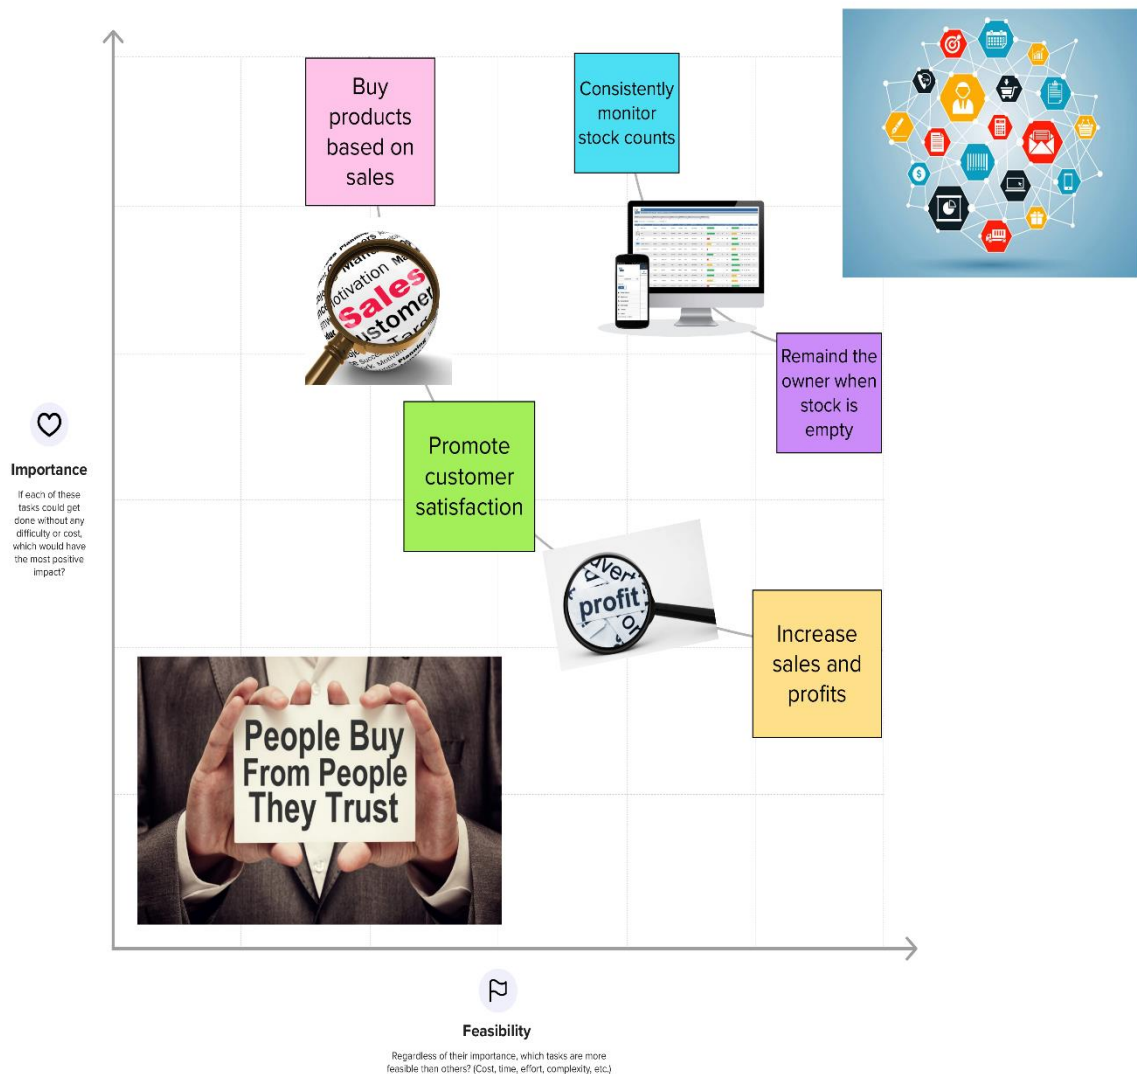 Buy
products
based on
sales
Consistently
monitor
stock counts
Planning
Motivation
Sales
Customer
Remaind the
owner when
stock is
empty
Importance
If each of these
tasks could get
done without any
difficulty or cost,
which would have
the most positive
impact?
Promote
customer
satisfaction
profit
Increase
sales and
profits
People Buy
From People
They Trust
Feasibility
Regardless of their importance, which tasks are more
feasible than others? (Cost, time, effort, complexity, etc.)